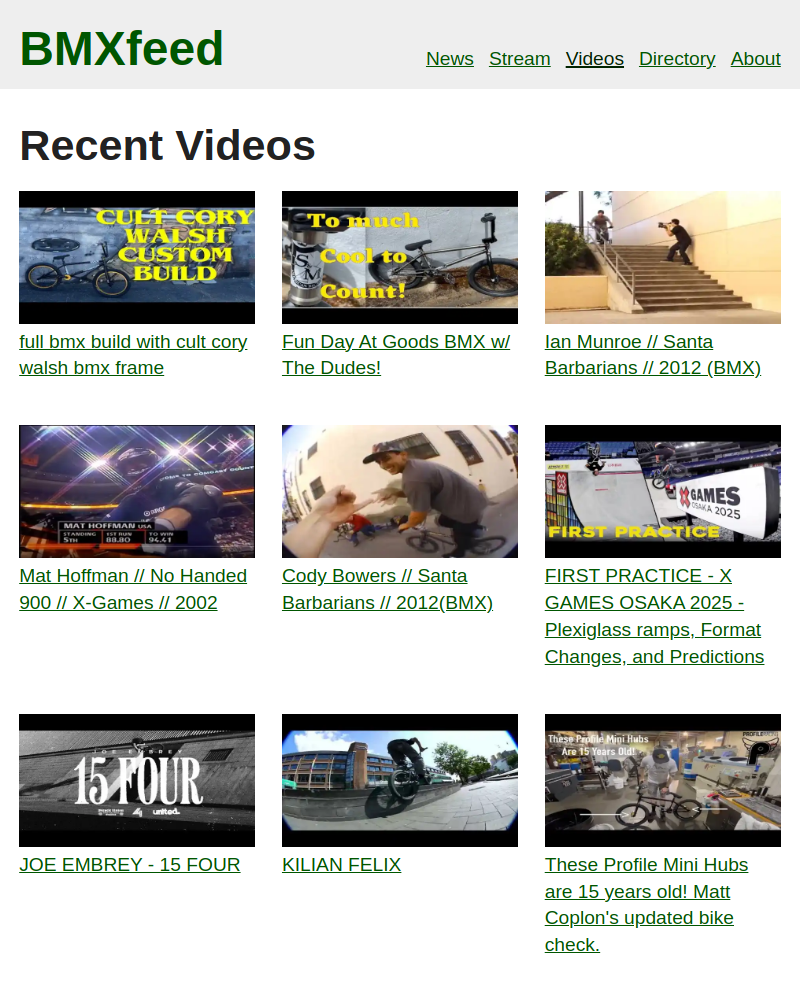 BMXfeed
News Stream Videos Directory About
Recent Videos
CULT CORY
WALSH
CUSTOM
BUILD
full bmx build with cult cory
walsh bmx frame
To much
Cool to
Count!
Fun Day At Goods BMX w/
The Dudes!
Ian Munroe // Santa
Barbarians // 2012 (BMX)
MAT HOFFMAN USA
STANDING 1ST RUN TO WIN
5TH 88.80 94.41
Mat Hoffman // No Handed
900 // X-Games // 2002
Cody Bowers // Santa
Barbarians // 2012(BMX)
X GAMES
OSAKA 2025
FIRST PRACTICE
FIRST PRACTICE - X
GAMES OSAKA 2025 -
Plexiglass ramps, Format
Changes, and Predictions
JOE EMBREY
15 FOUR
united
JOE EMBREY - 15 FOUR
KILIAN FELIX
These Profile Mini Hubs
Are 15 Years Old!
These Profile Mini Hubs
are 15 years old! Matt
Coplon's updated bike
check.